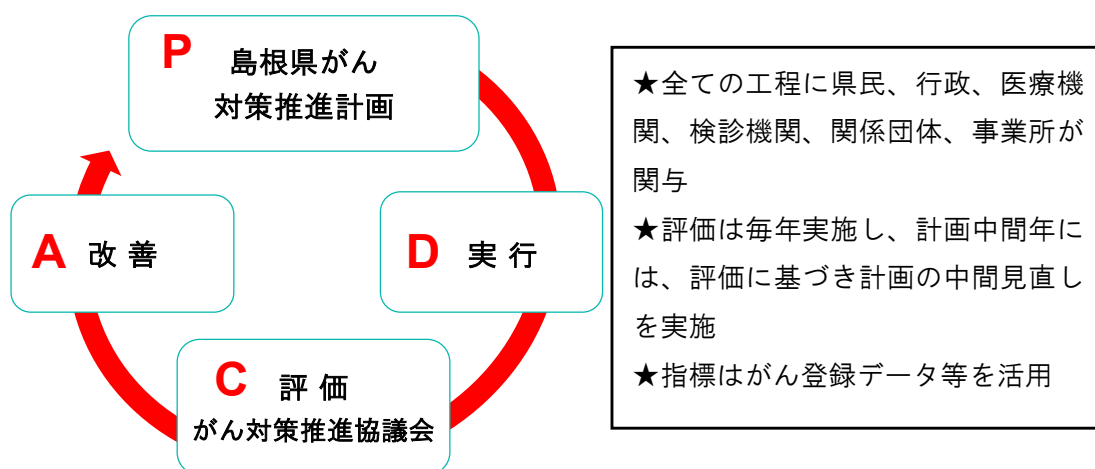 P 島根県がん
対策推進計画
D 実行
C 評価
がん対策推進協議会
A 改善
★全ての工程に県民、行政、医療機
関、検診機関、関係団体、事業所が
関与
★評価は毎年実施し、計画中間年に
は、評価に基づき計画の中間見直し
を実施
★指標はがん登録データ等を活用